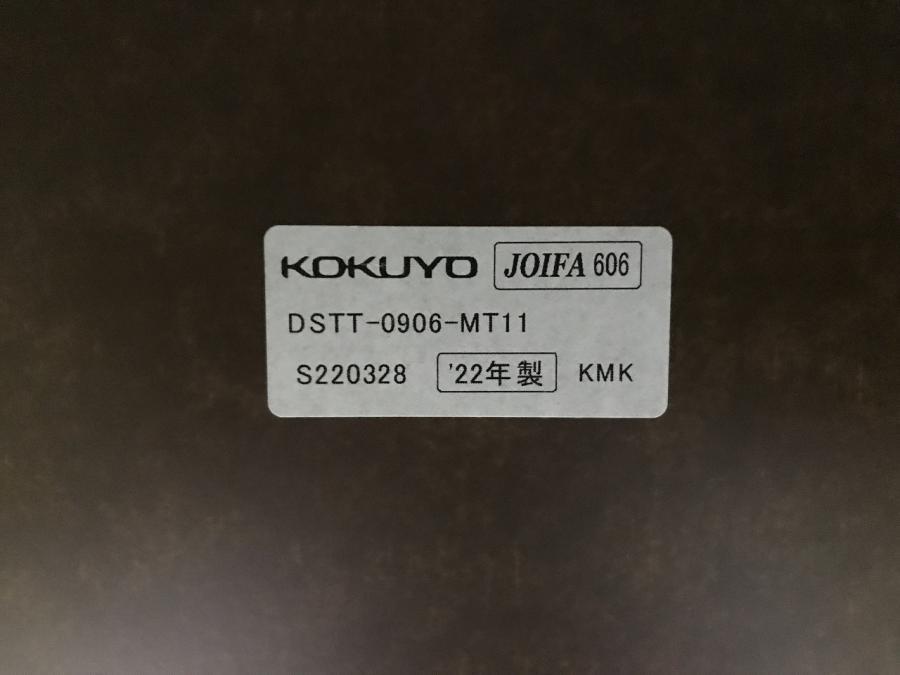 KOKUYO JOIFA 606
DSTT-0906-MT11
S220328 '22年製 KMK